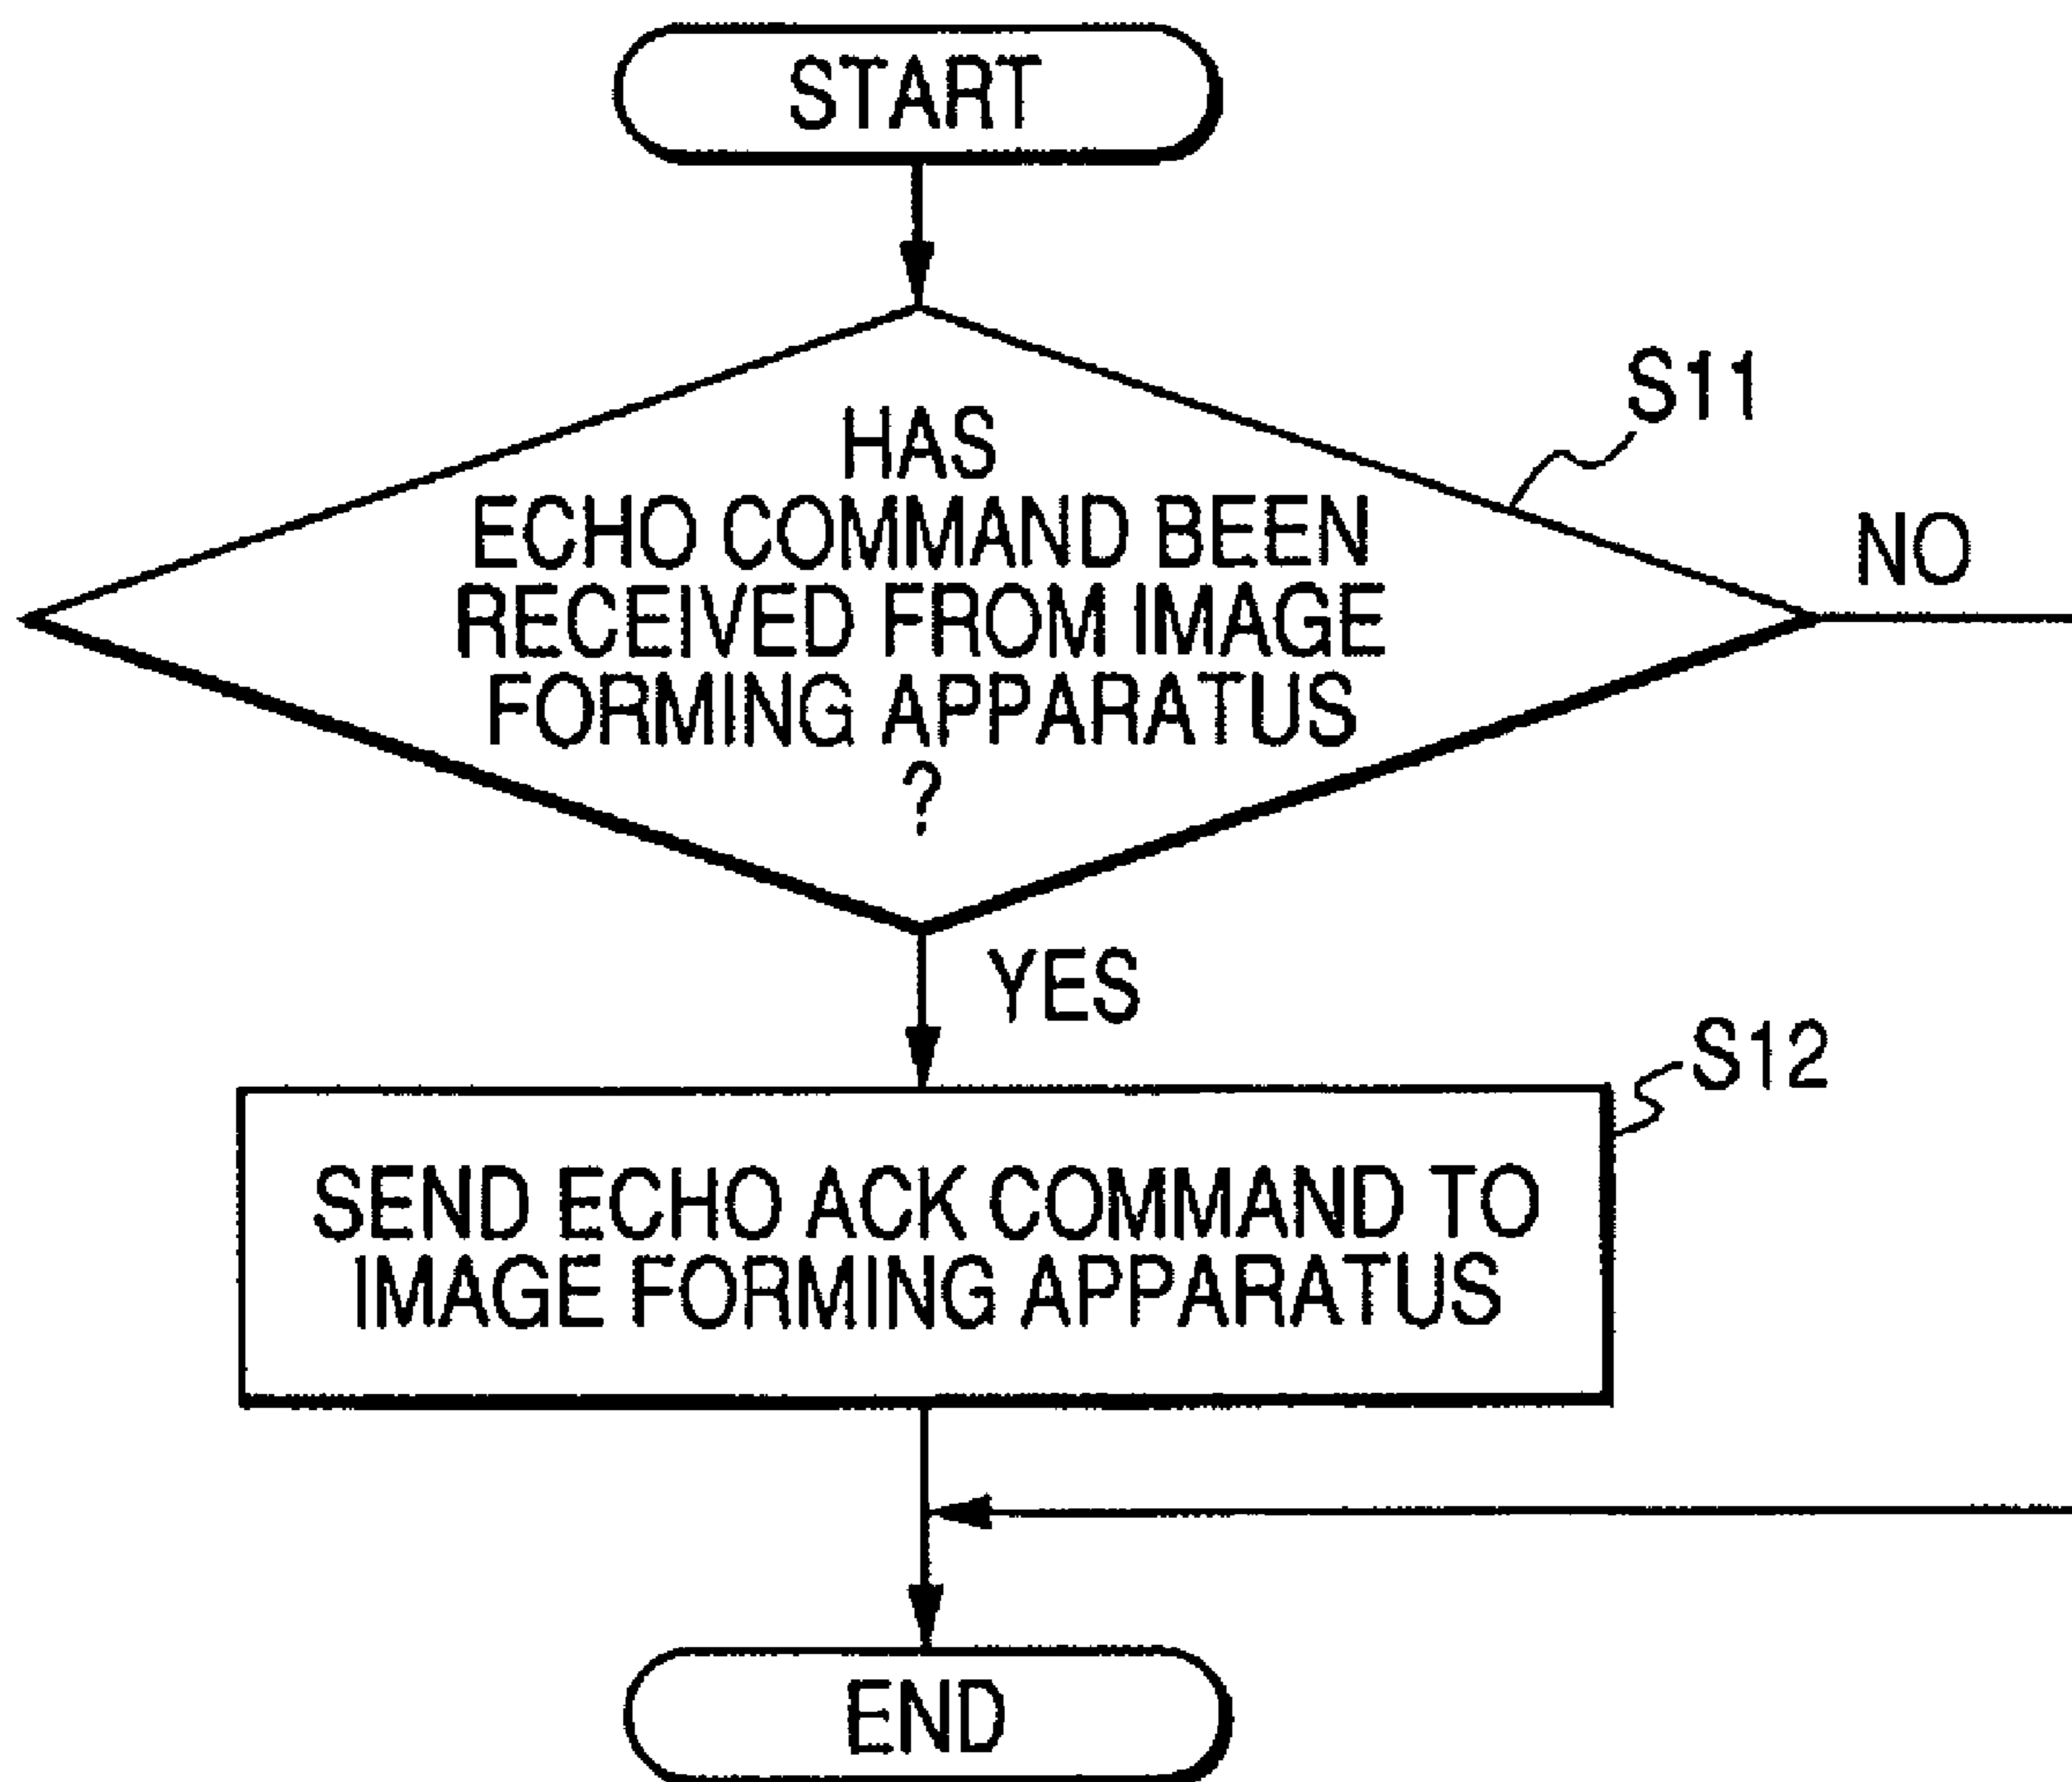 START
S11
HAS
ECHO COMMAND BEEN
RECEIVED FROM IMAGE
FORMING APPARATUS
?
NO
YES
S12
SEND ECHO ACK COMMAND TO
IMAGE FORMING APPARATUS
END